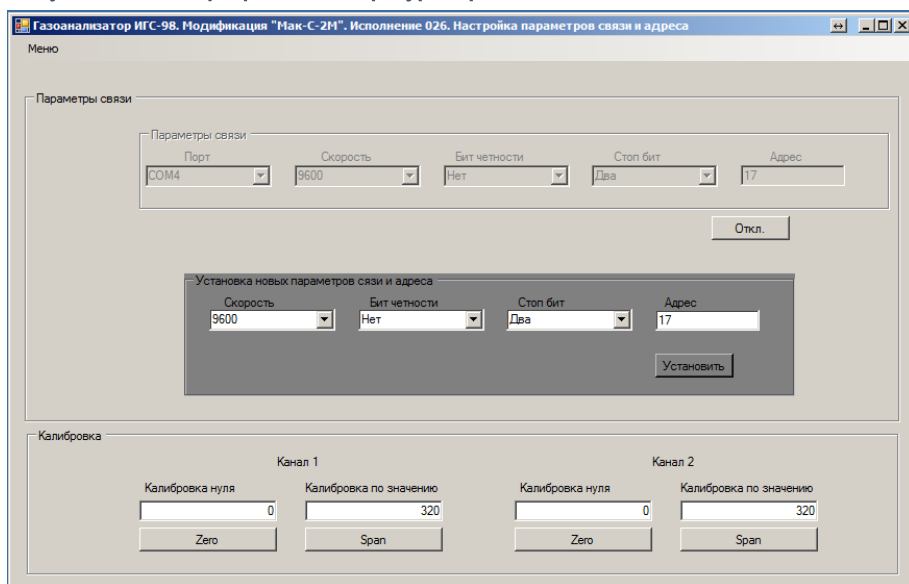 Газоанализатор ИГС-98. Модификация "Мак-С-2М". Исполнение 026. Настройка параметров связи и адреса
Меню
Параметры связи
Параметры связи
Порт Скорость Бит четности Стоп бит Адрес
COM4 9600 Нет Два 17
Откл.
Установка новых параметров сязи и адреса
Скорость Бит четности Стоп бит Адрес
9600 Нет Два 17
Установить
Калибровка
Канал 1 Канал 2
Калибровка нуля Калибровка по значению Калибровка нуля Калибровка по значению
0 320 0 320
Zero Span Zero Span